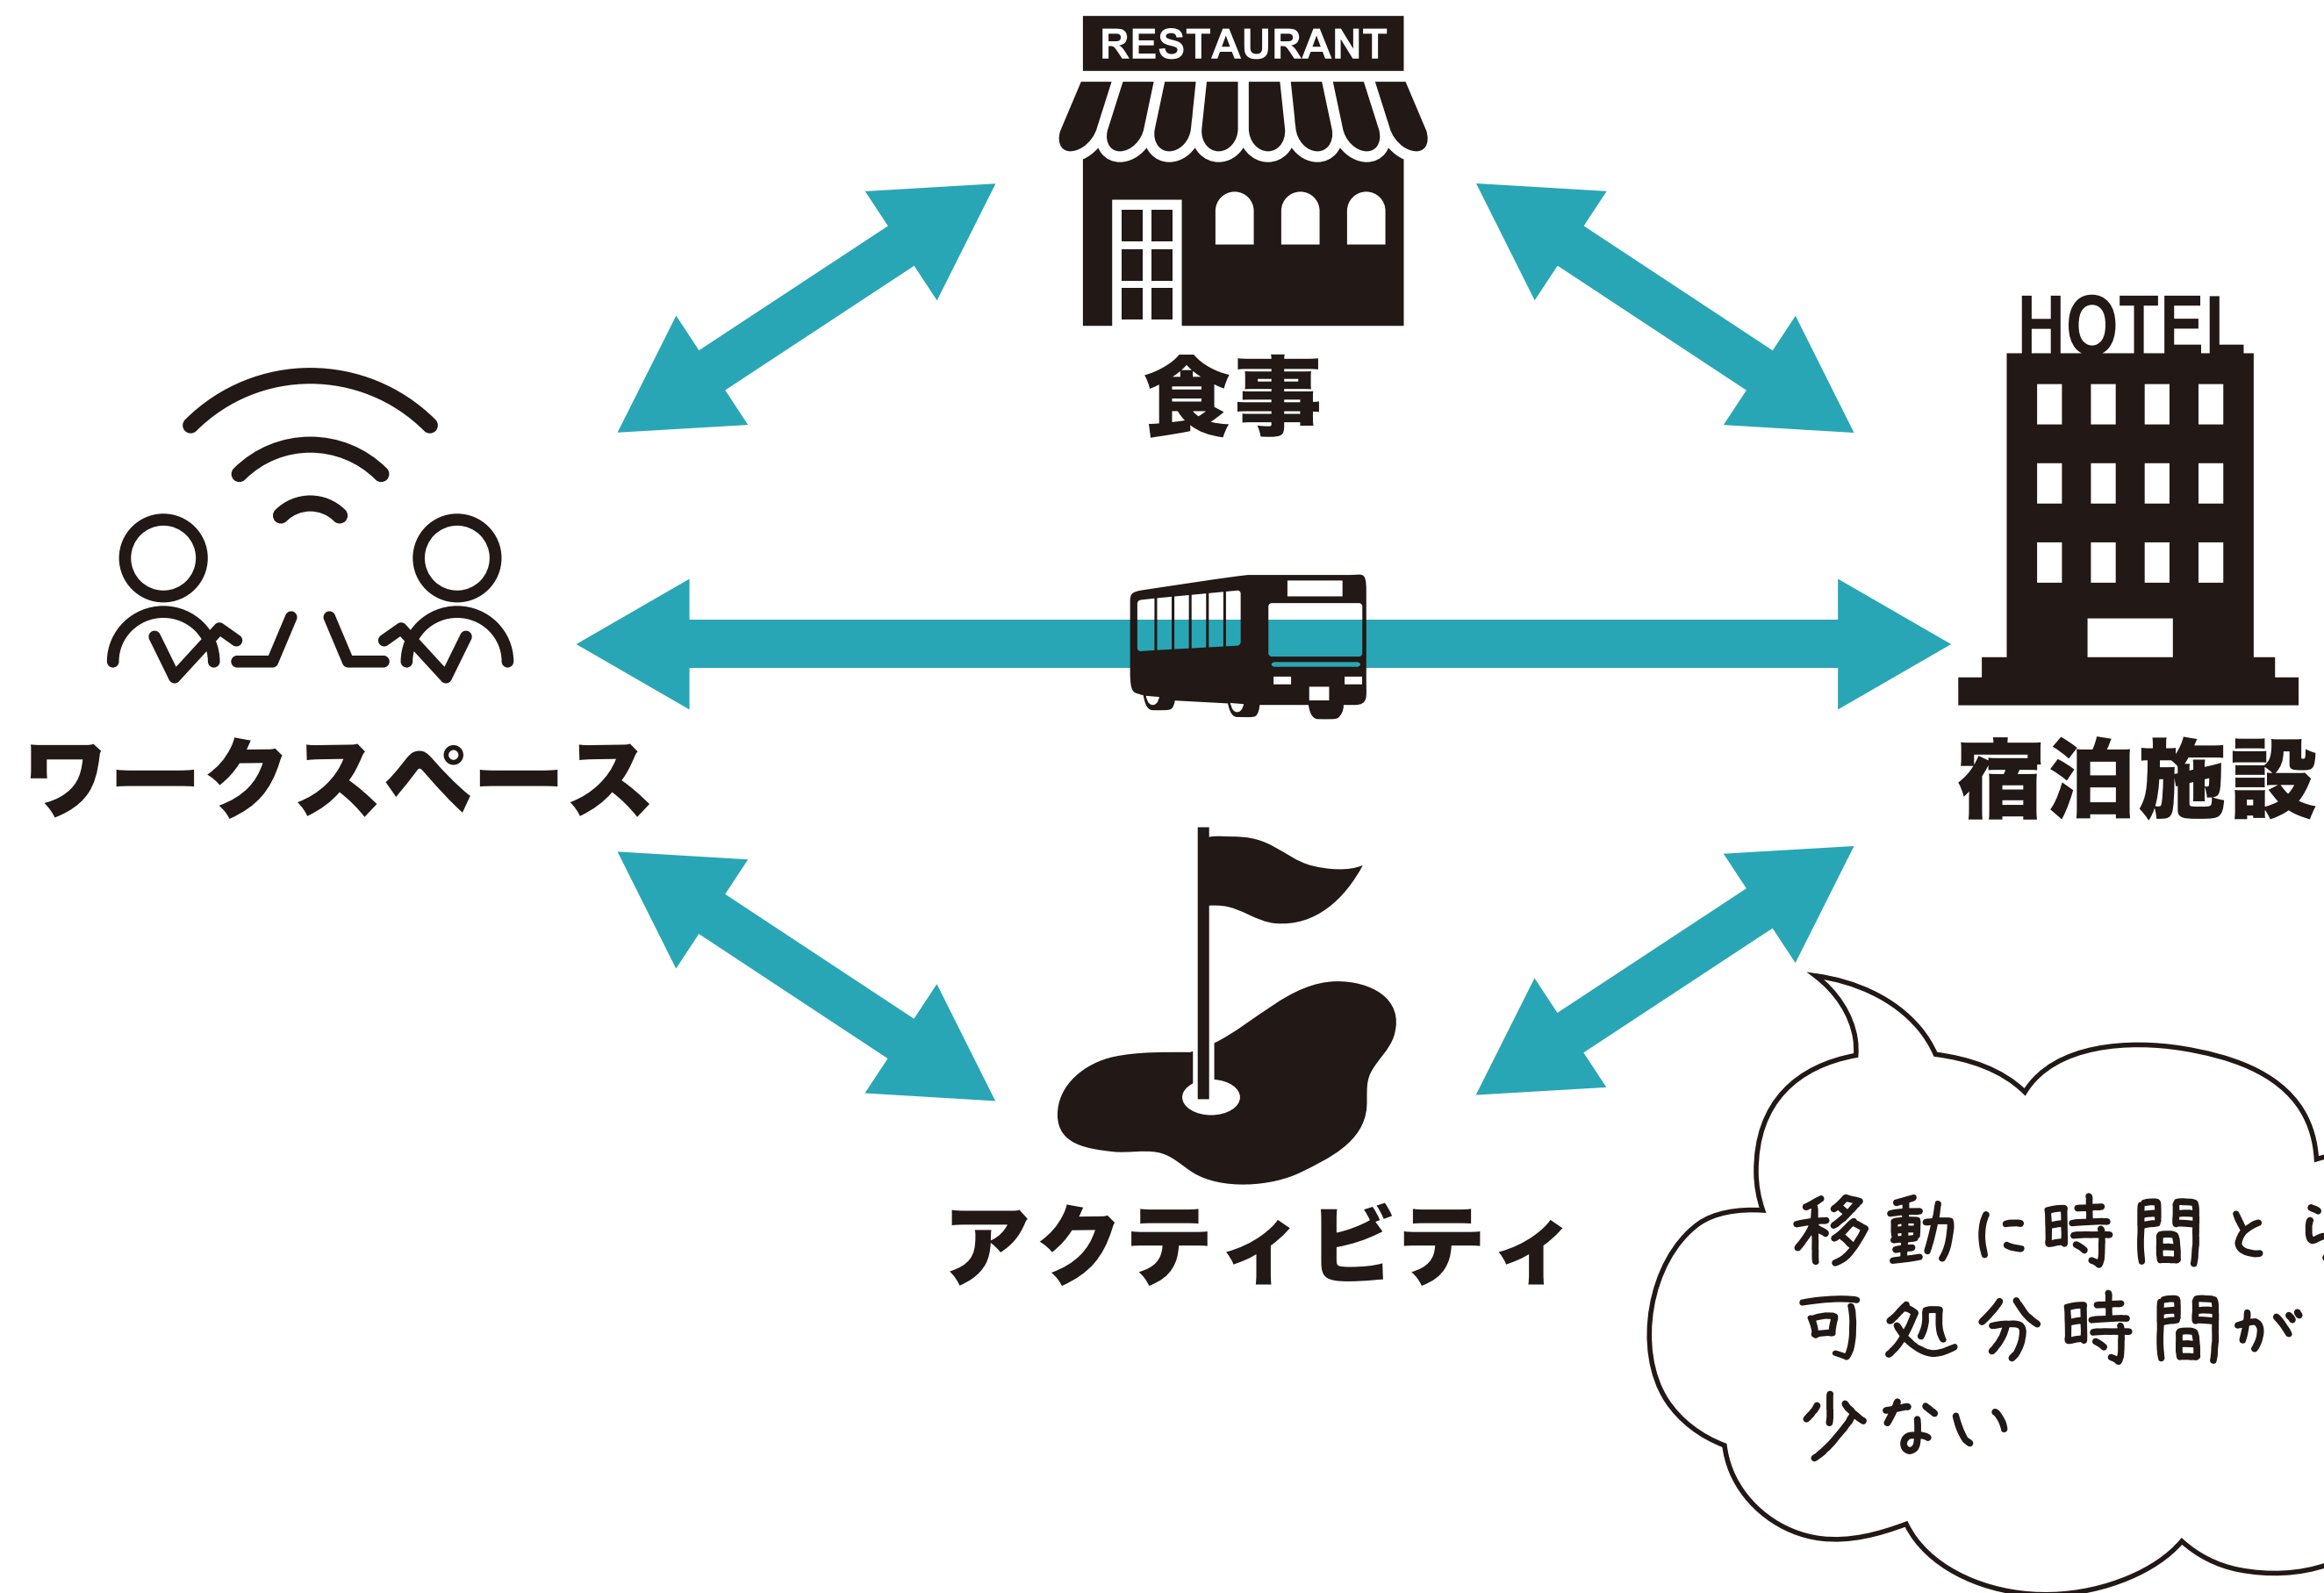 RESTAURANT
食事
HOTEL
ワークスペース
宿泊施設
アクティビティ
移動に時間と
可処分時間が
少ない